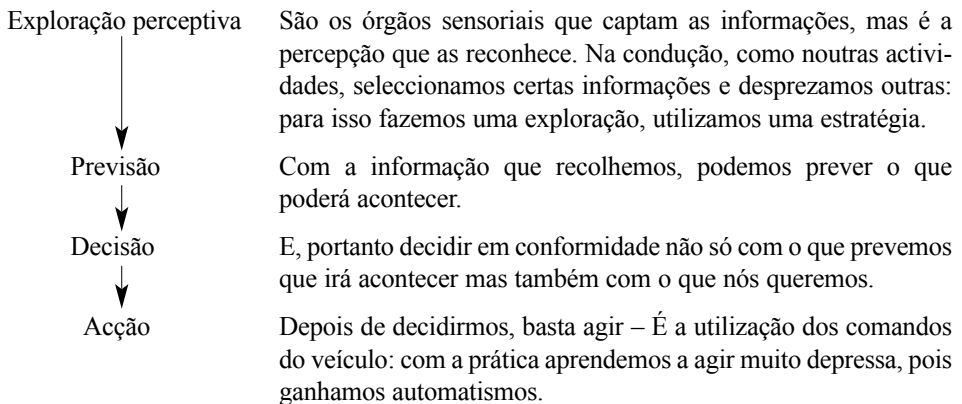 Exploração perceptiva
São os órgãos sensoriais que captam as informações, mas é a
percepção que as reconhece. Na condução, como noutras activi-
dades, seleccionamos certas informações e desprezamos outras:
para isso fazemos uma exploração, utilizamos uma estratégia.
Previsão
Com a informação que recolhemos, podemos prever o que
poderá acontecer.
Decisão
E, portanto decidir em conformidade não só com o que prevemos
que irá acontecer mas também com o que nós queremos.
Acção
Depois de decidirmos, basta agir – É a utilização dos comandos
do veículo: com a prática aprendemos a agir muito depressa, pois
ganhamos automatismos.